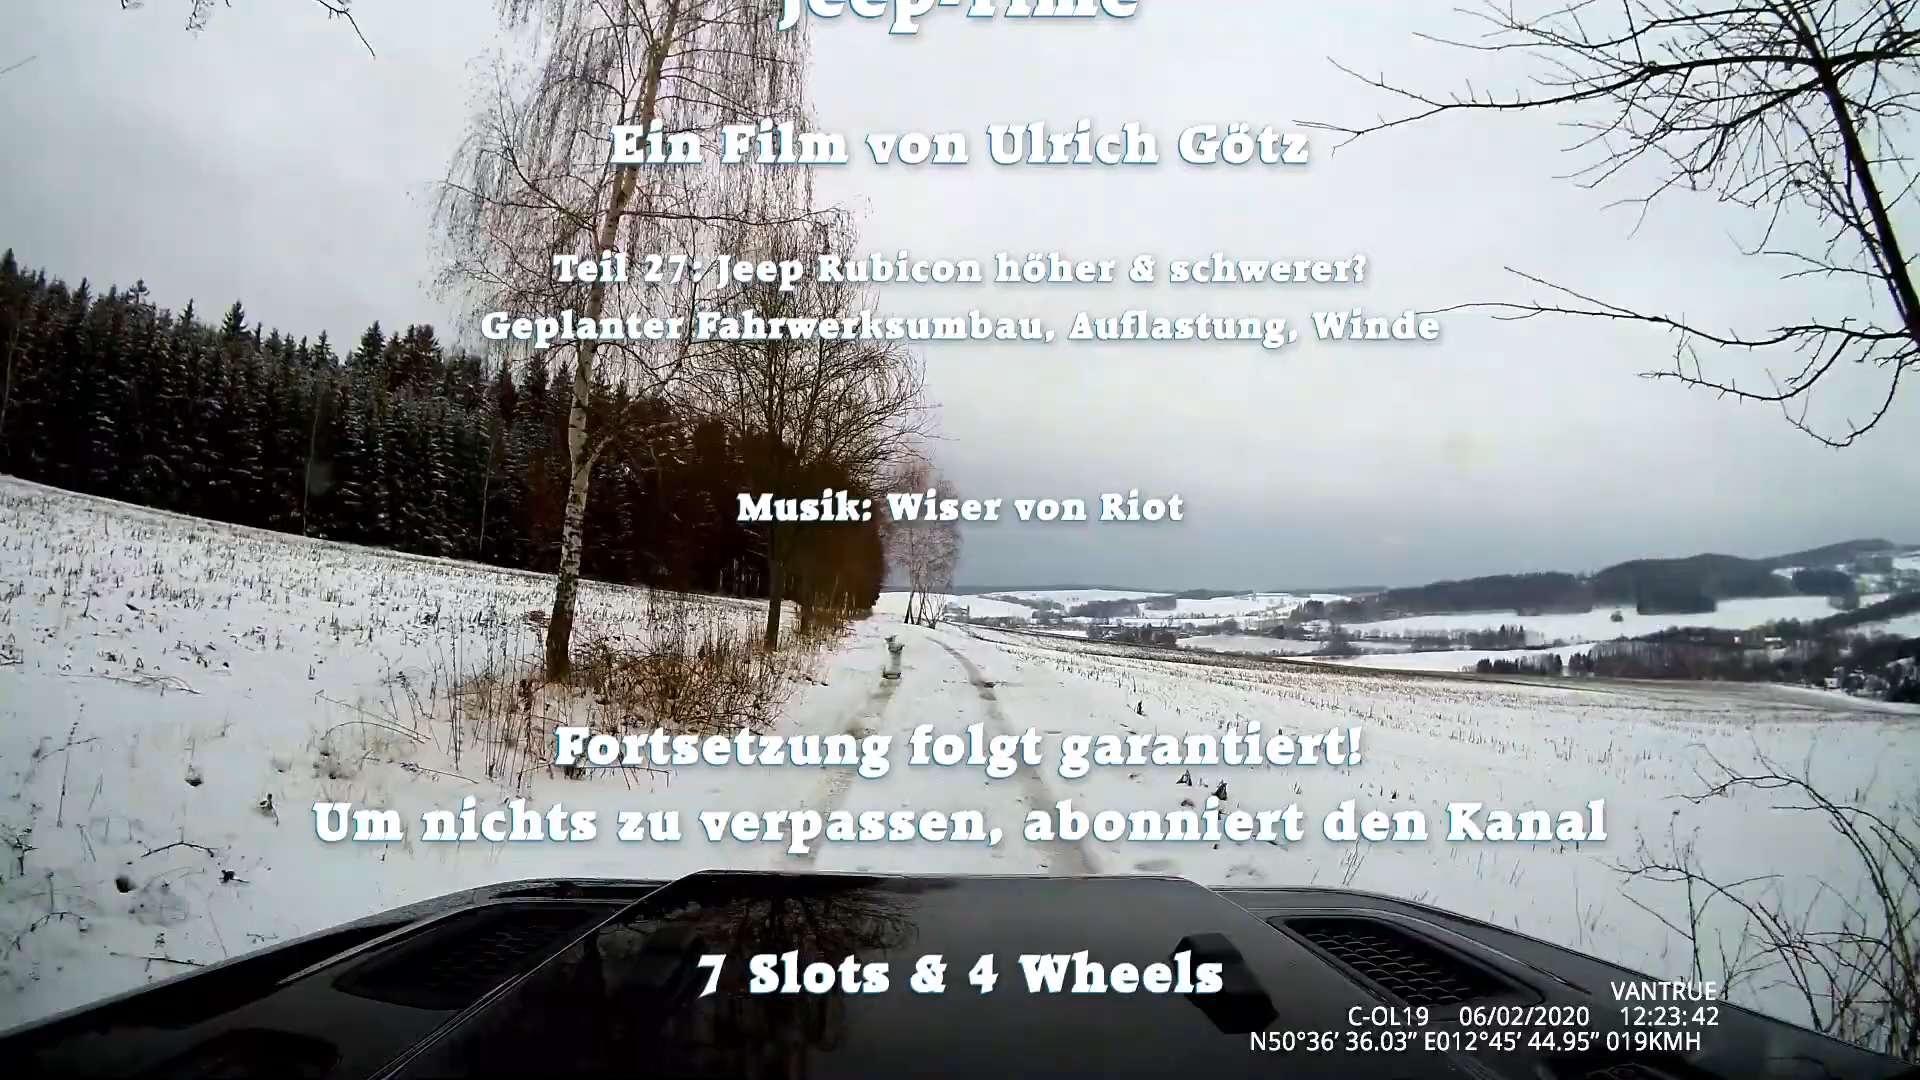 Jeep-Time
Ein Film von Ulrich Götz
Teil 27: Jeep Rubicon höher & schwerer?
Geplanter Fahrwerksumbau, Auflastung, Winde
Musik: Wiser von Riot
Fortsetzung folgt garantiert!
Um nichts zu verpassen, abonniert den Kanal
7 Slots & 4 Wheels
VANTRUE
C-OL19 06/02/2020 12:23:42
N50°36' 36.03" E012°45' 44.95" 019KMH